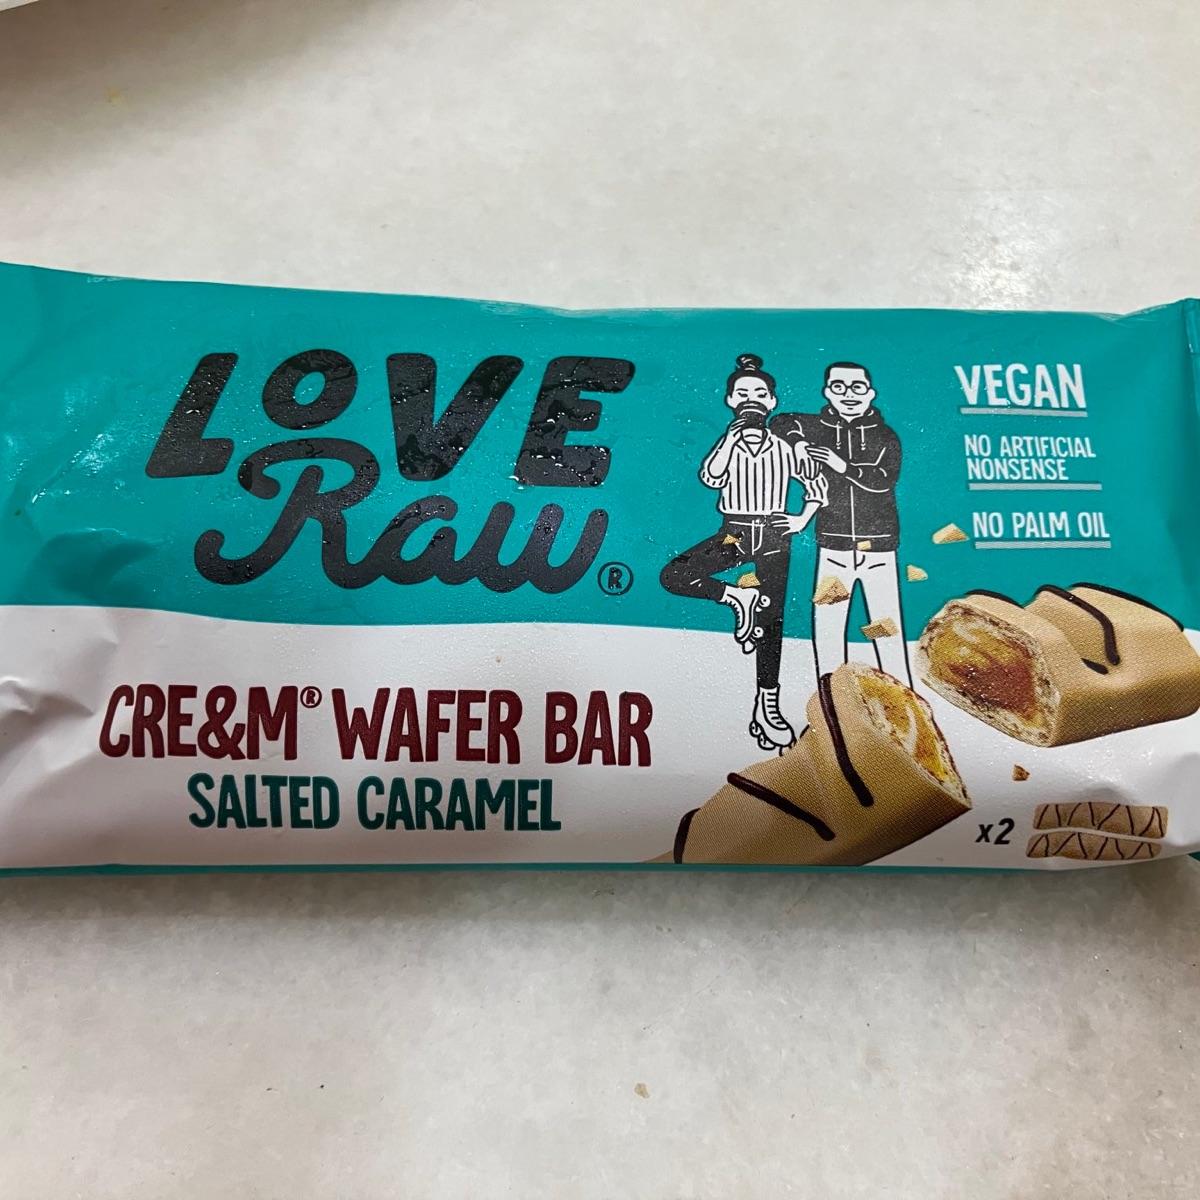 LOVE
Raw®
CRE&M® WAFER BAR
SALTED CARAMEL
VEGAN
NO ARTIFICIAL
NONSENSE
NO PALM OIL
x2